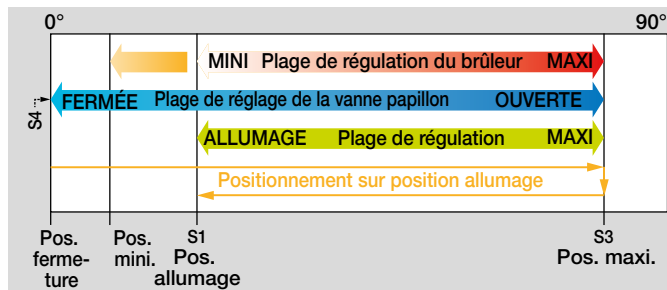 0° 90°
MINI Plage de régulation du brûleur MAXI
FERMÉE Plage de réglage de la vanne papillon OUVERTE
S4
ALLUMAGE Plage de régulation MAXI
Positionnement sur position allumage
Pos. ferme-
ture
Pos.
mini.
S1
Pos.
allumage
S3
Pos. maxi.